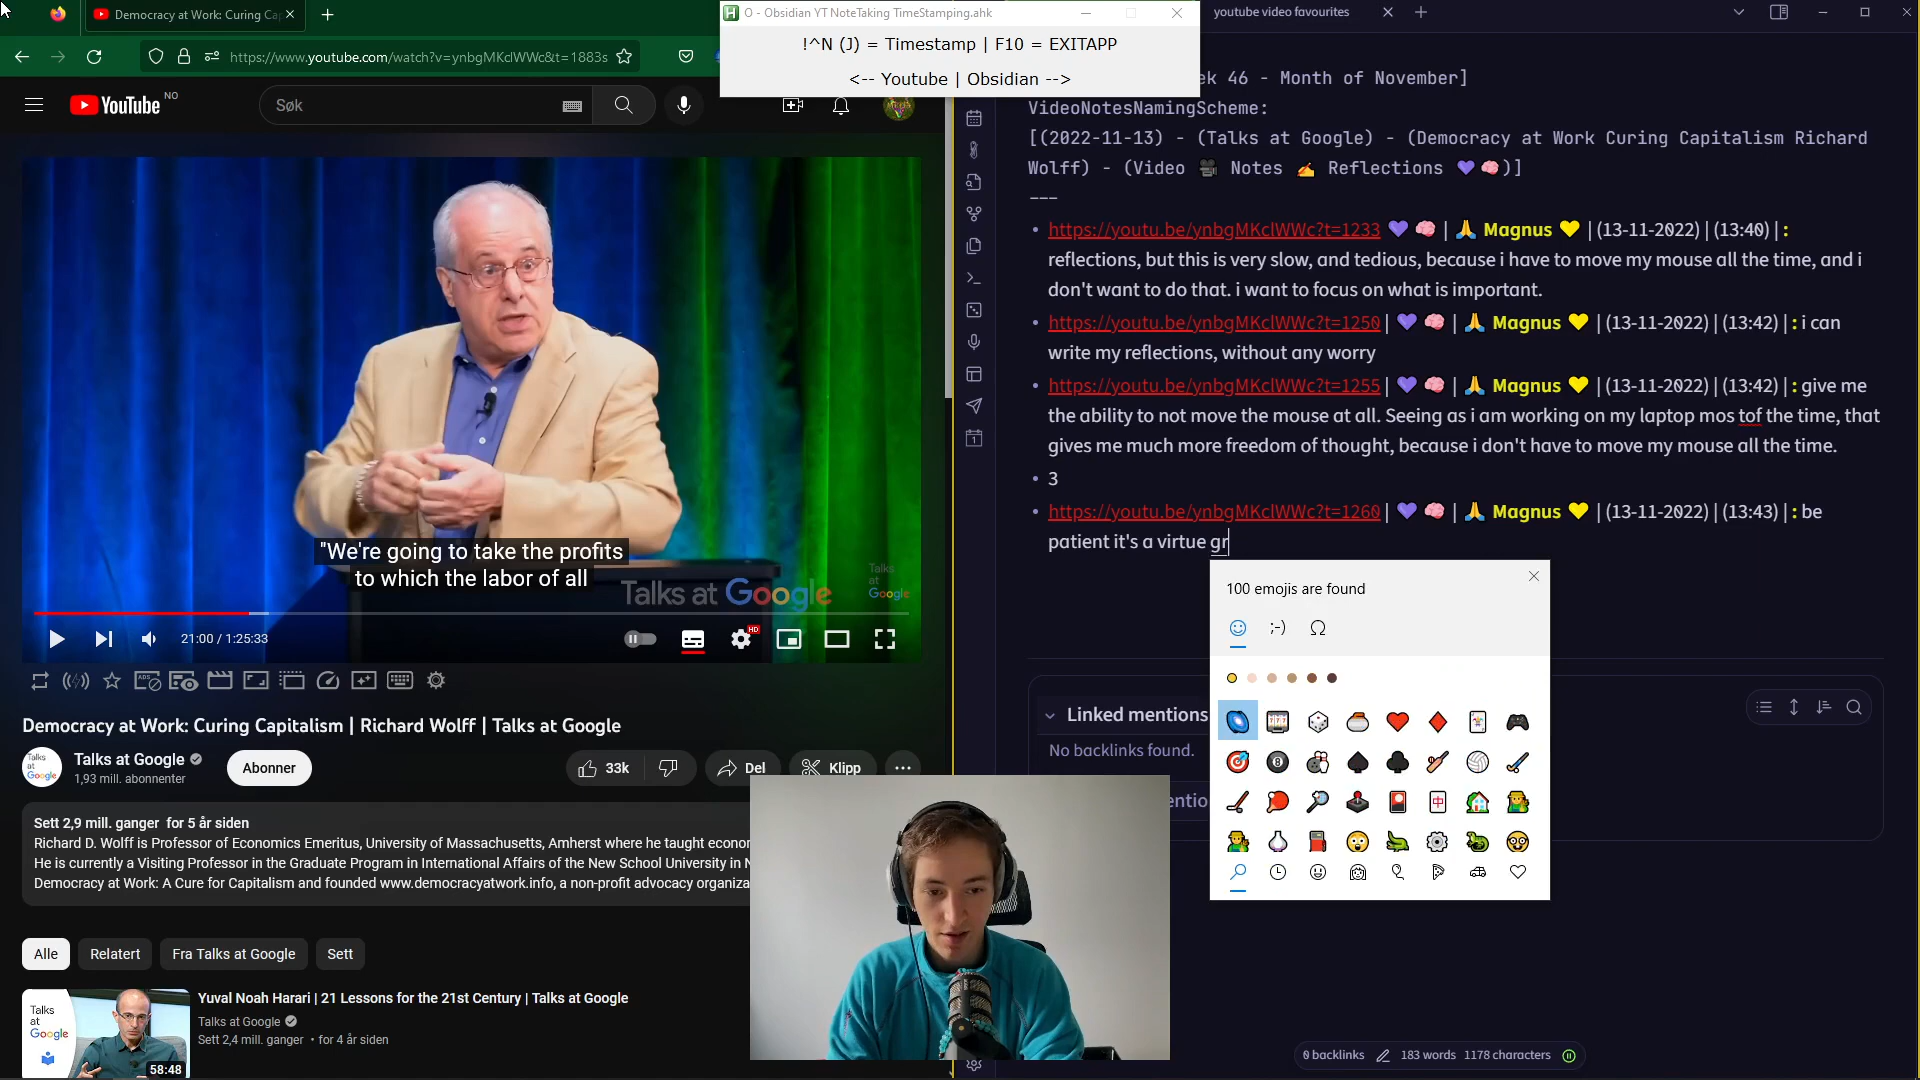 Democracy at Work: Curing Ca
https://www.youtube.com/watch?v=ynbgMKclWWc&t=1883s
YouTube NO
Søk
O - Obsidian YT NoteTaking TimeStamping.ahk
!^N (J) = Timestamp | F10 = EXITAPP
<-- Youtube | Obsidian -->
youtube video favourites
ek 46 - Month of November]
VideoNotesNamingScheme:
[(2022-11-13) - (Talks at Google) - (Democracy at Work Curing Capitalism Richard
Wolff) - (Video 🎥 Notes ✍ Reflections 💜🧠)]
---
https://youtu.be/ynbgMKclWWc?t=1233 💜 🧠 | 🙏 Magnus 💛 | (13-11-2022) | (13:40) | :
reflections, but this is very slow, and tedious, because i have to move my mouse all the time, and i
don't want to do that. i want to focus on what is important.
https://youtu.be/ynbgMKclWWc?t=1250 | 💜 🧠 | 🙏 Magnus 💛 | (13-11-2022) | (13:42) | : i can
write my reflections, without any worry
https://youtu.be/ynbgMKclWWc?t=1255 | 💜 🧠 | 🙏 Magnus 💛 | (13-11-2022) | (13:42) | : give me
the ability to not move the mouse at all. Seeing as i am working on my laptop mos tof the time, that
gives me much more freedom of thought, because i don't have to move my mouse all the time.
3
https://youtu.be/ynbgMKclWWc?t=1260 | 💜 🧠 | 🙏 Magnus 💛 | (13-11-2022) | (13:43) | : be
patient it's a virtue gr
100 emojis are found
;-)
Ω
Linked mentions
No backlinks found.
entio
0 backlinks
183 words 1178 characters
"We're going to take the profits
to which the labor of all
Talks at Google
Talks
at
Google
21:00 / 1:25:33
HD
Democracy at Work: Curing Capitalism | Richard Wolff | Talks at Google
Talks
at
Google
Talks at Google
1,93 mill. abonnenter
Abonner
33k
Del
Klipp
Sett 2,9 mill. ganger for 5 år siden
Richard D. Wolff is Professor of Economics Emeritus, University of Massachusetts, Amherst where he taught econor
He is currently a Visiting Professor in the Graduate Program in International Affairs of the New School University in N
Democracy at Work: A Cure for Capitalism and founded www.democracyatwork.info, a non-profit advocacy organiza
Alle
Relatert
Fra Talks at Google
Sett
Talks
at
Google
58:48
Yuval Noah Harari | 21 Lessons for the 21st Century | Talks at Google
Talks at Google
Sett 2,4 mill. ganger • for 4 år siden